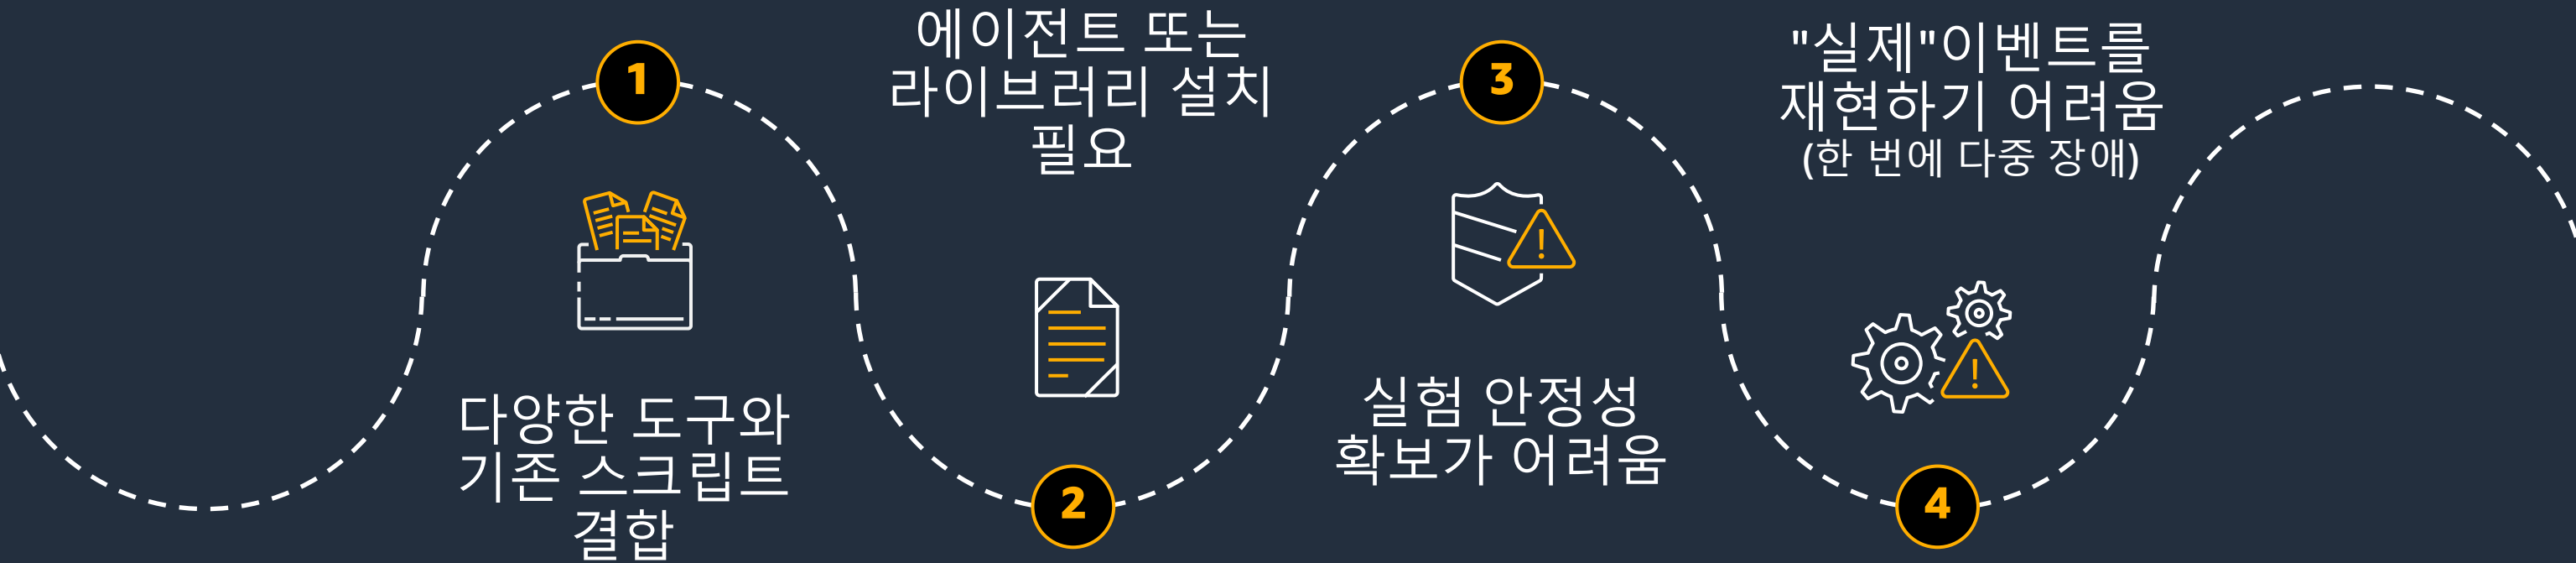 1
다양한 도구와
기존 스크립트
결합
에이전트 또는
라이브러리 설치
필요
2
3
실험 안정성
확보가 어려움
"실제"이벤트를
재현하기 어려움
(한 번에 다중 장애)
4